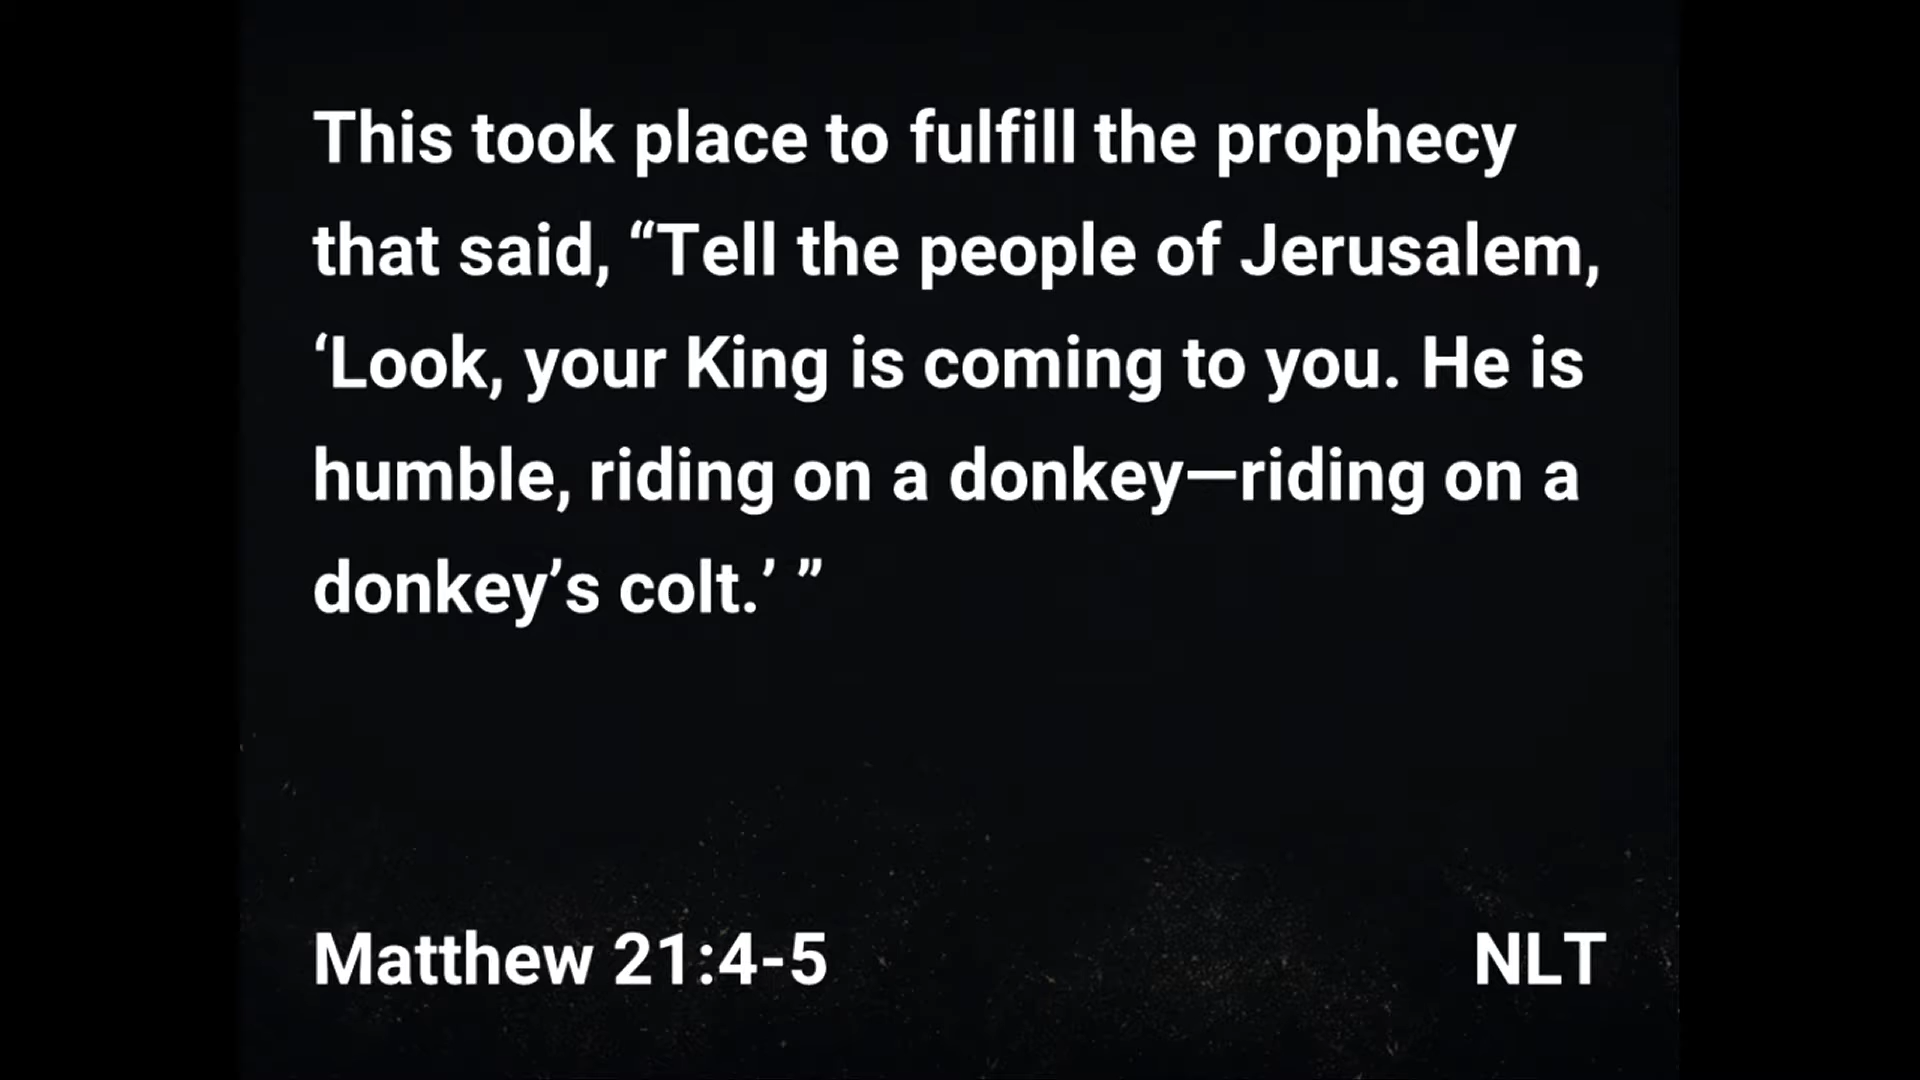 This took place to fulfill the prophecy
that said, “Tell the people of Jerusalem,
‘Look, your King is coming to you. He is
humble, riding on a donkey—riding on a
donkey’s colt.’ ”
Matthew 21:4-5
NLT